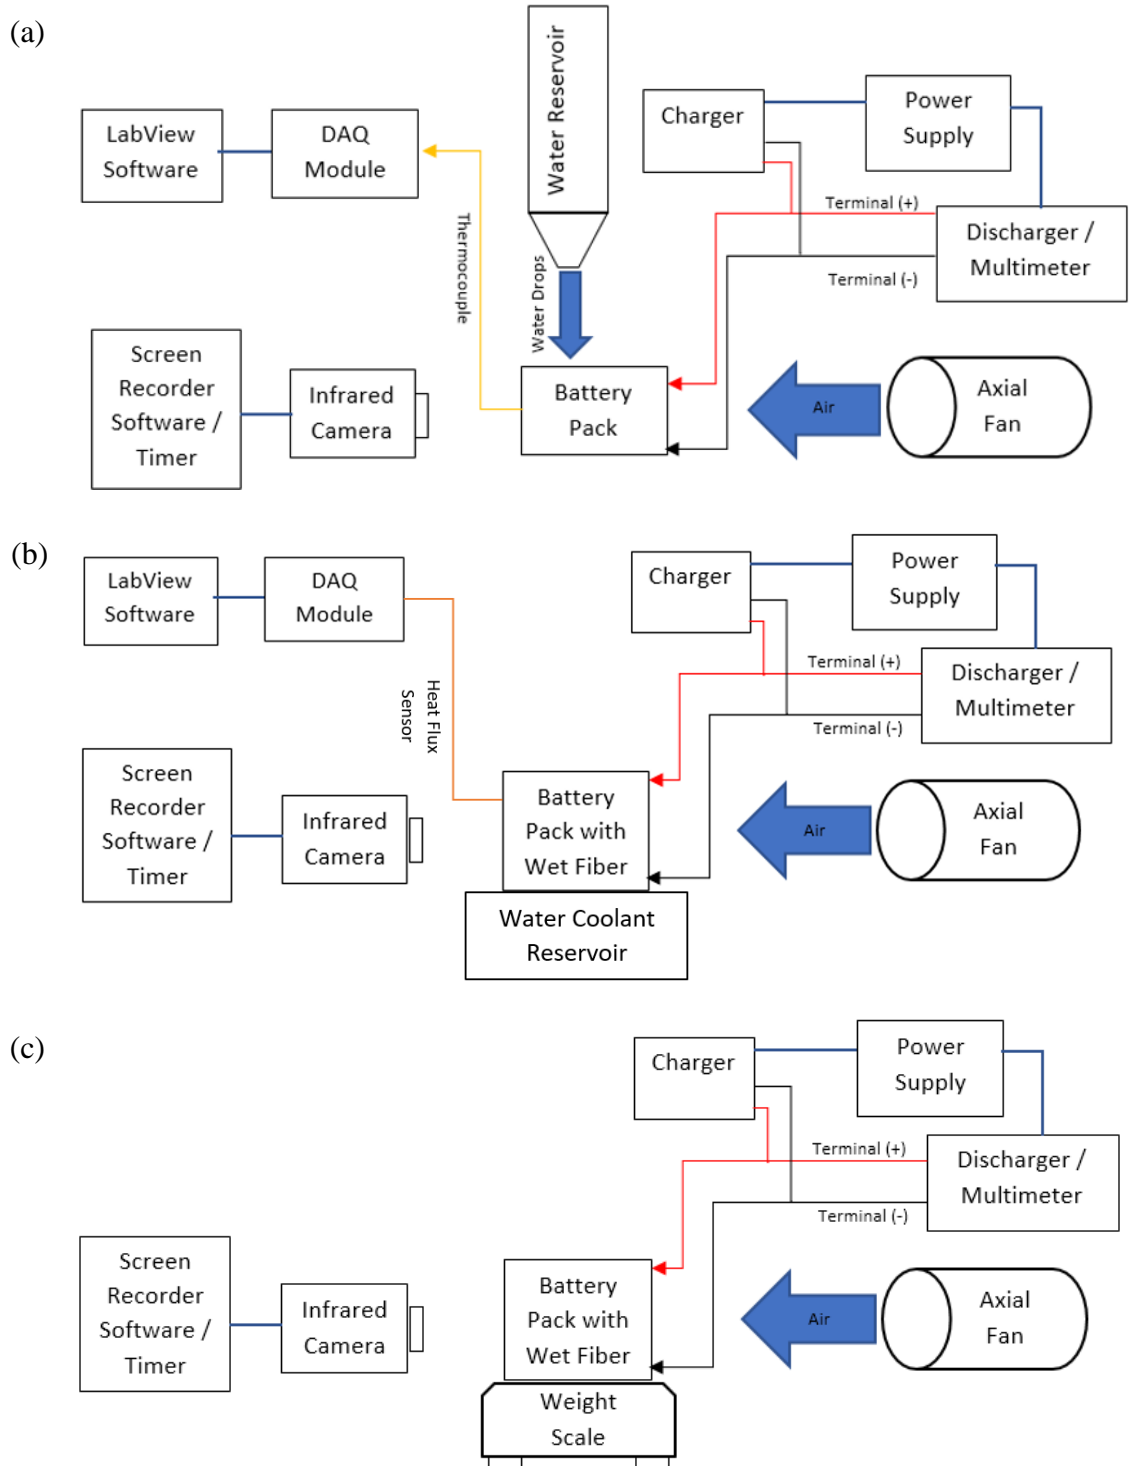 (a)
Water Reservoir
LabView
Software
DAQ
Module
Charger
Power
Supply
Thermocouple
Water Drops
Terminal (+)
Terminal (-)
Discharger /
Multimeter
Screen
Recorder
Software /
Timer
Infrared
Camera
Battery
Pack
Air
Axial
Fan
(b)
LabView
Software
DAQ
Module
Charger
Power
Supply
Heat Flux
Sensor
Terminal (+)
Terminal (-)
Discharger /
Multimeter
Screen
Recorder
Software /
Timer
Infrared
Camera
Battery
Pack with
Wet Fiber
Water Coolant
Reservoir
Air
Axial
Fan
(c)
Charger
Power
Supply
Terminal (+)
Terminal (-)
Discharger /
Multimeter
Screen
Recorder
Software /
Timer
Infrared
Camera
Battery
Pack with
Wet Fiber
Weight
Scale
Air
Axial
Fan